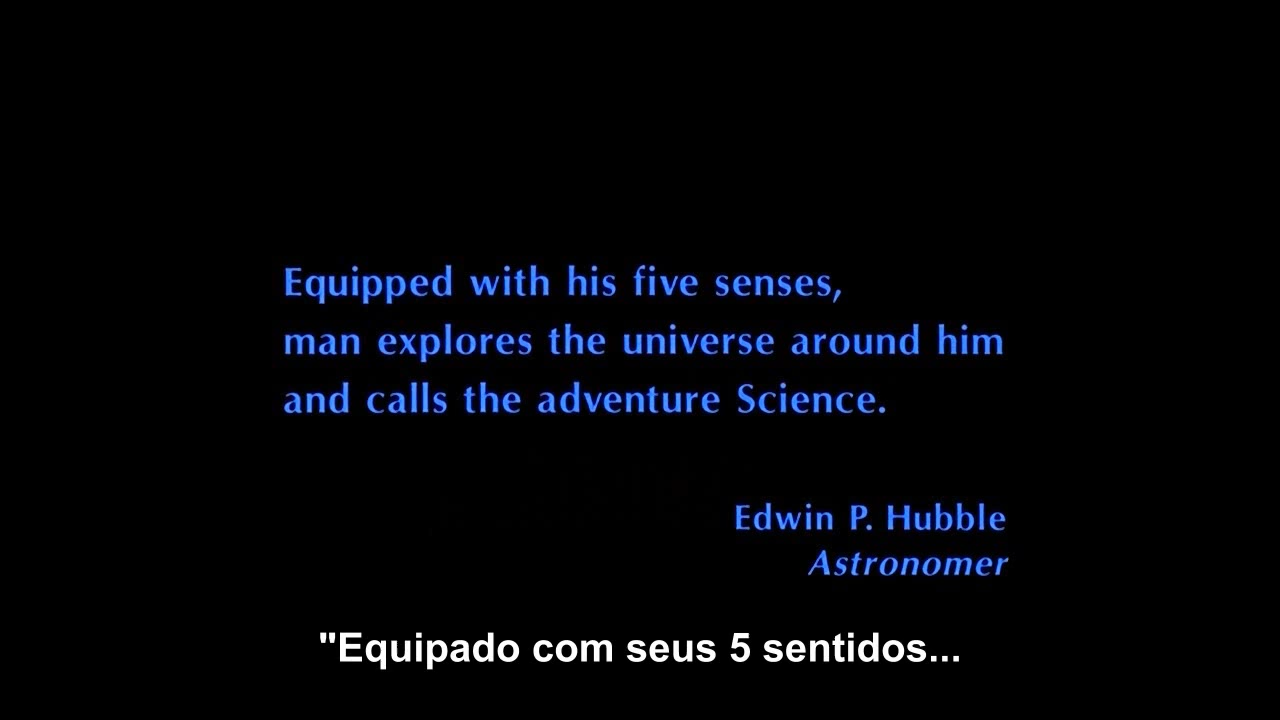 Equipped with his five senses,
man explores the universe around him
and calls the adventure Science.
Edwin P. Hubble
Astronomer
"Equipado com seus 5 sentidos...